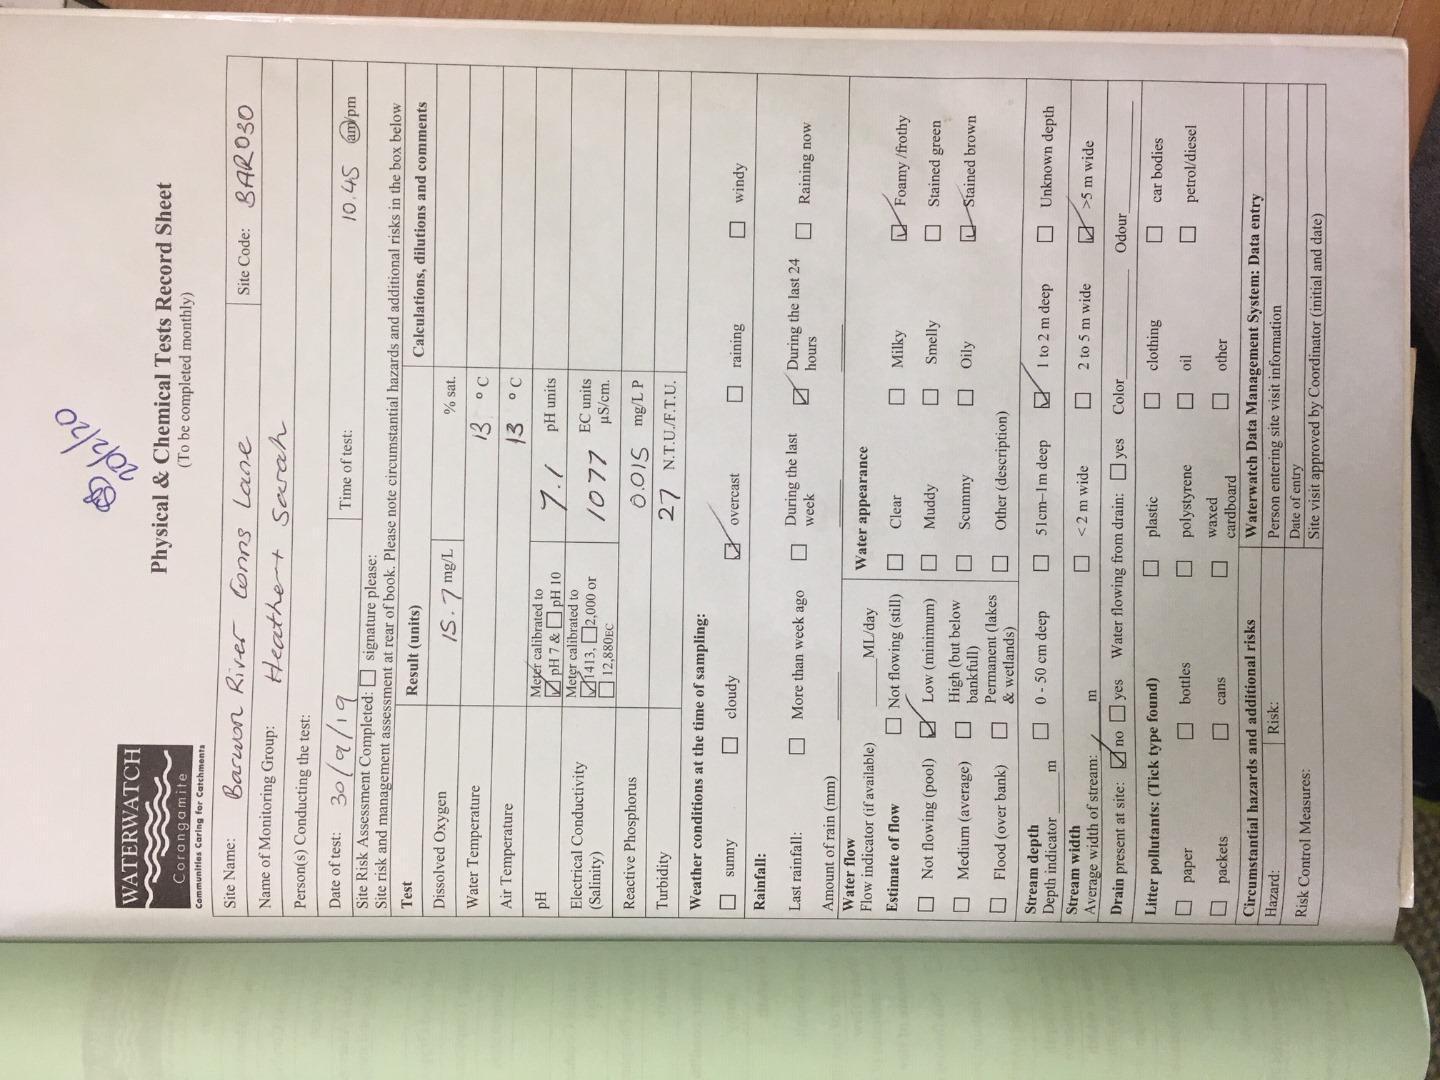 20/2/20
WATERWATCH
Corangamite
Communities Caring for Catchments
Physical & Chemical Tests Record Sheet
(To be completed monthly)
Site Name: Barwon River Conns Lane Site Code: BAR030
Name of Monitoring Group: Heather + Sarah
Person(s) Conducting the test:
Date of test: 30/9/19 Time of test: 10.45 am/pm
Site Risk Assessment Completed: ☐ signature please:
Site risk and management assessment at rear of book. Please note circumstantial hazards and additional risks in the box below
Test Result (units) Calculations, dilutions and comments
Dissolved Oxygen 15.7 mg/L % sat.
Water Temperature 13 °C
Air Temperature 13 °C
pH Meter calibrated to ☑ pH 7 & ☐ pH 10 7.1 pH units
Electrical Conductivity (Salinity) Meter calibrated to ☑ 1413, ☐ 2,000 or ☐ 12,880EC 1077 EC units µS/cm.
Reactive Phosphorus 0.015 mg/L P
Turbidity 27 N.T.U./F.T.U.
Weather conditions at the time of sampling:
☐ sunny ☐ cloudy ☑ overcast ☐ raining ☐ windy
Rainfall:
Last rainfall: ☐ More than week ago ☐ During the last week ☑ During the last 24 hours ☐ Raining now
Amount of rain (mm)
Water flow
Flow indicator (if available) ML/day
Estimate of flow ☐ Not flowing (still)
☐ Not flowing (pool) ☑ Low (minimum)
☐ Medium (average) ☐ High (but below bankfull)
☐ Flood (over bank) ☐ Permanent (lakes & wetlands)
Water appearance
☐ Clear ☐ Milky ☑ Foamy /frothy
☐ Muddy ☐ Smelly ☐ Stained green
☐ Scummy ☐ Oily ☑ Stained brown
☐ Other (description)
Stream depth
Depth indicator m ☐ 0 - 50 cm deep ☐ 51cm–1m deep ☑ 1 to 2 m deep ☐ Unknown depth
Stream width
Average width of stream: m ☐ < 2 m wide ☐ 2 to 5 m wide ☑ >5 m wide
Drain present at site: ☑ no ☐ yes Water flowing from drain: ☐ yes Color Odour
Litter pollutants: (Tick type found) ☐ plastic ☐ clothing ☐ car bodies
☐ paper ☐ bottles ☐ polystyrene ☐ oil ☐ petrol/diesel
☐ packets ☐ cans ☐ waxed cardboard ☐ other
Circumstantial hazards and additional risks
Hazard: Risk:
Risk Control Measures:
Waterwatch Data Management System: Data entry
Person entering site visit information
Date of entry
Site visit approved by Coordinator (initial and date)